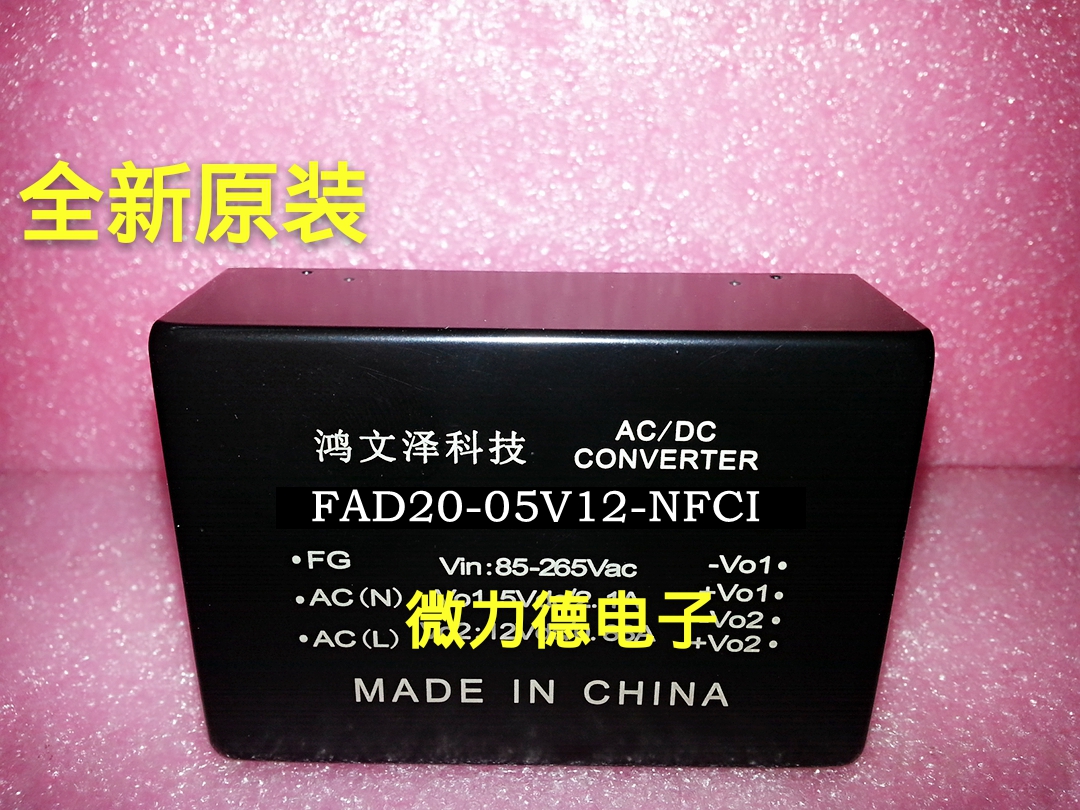 全新原装
鸿文泽科技
AC/DC
CONVERTER
FAD20-05V12-NFCI
•FG
Vin:85-265Vac
-Vo1•
•AC(N)
+Vo1•
微力德电子
Vo2•
•AC(L)
+Vo2•
MADE IN CHINA